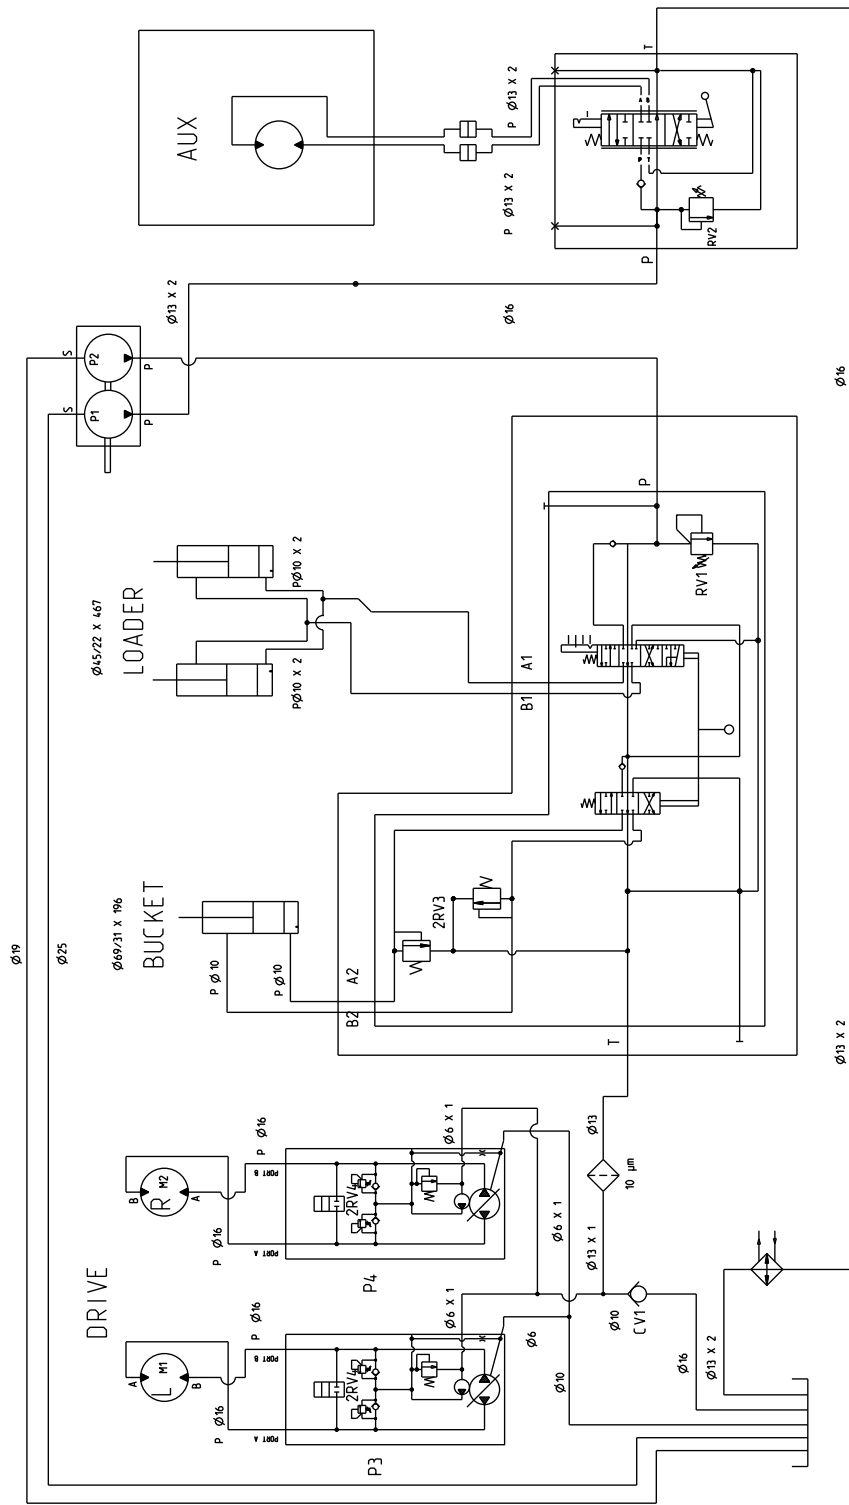 T
AUX
P Ø13 X 2
A B
P T
P Ø13 X 2
RV2
P
Ø13 X 2
Ø16
S
P2
P
Ø16
S
P1
P
P
PØ10 X 2
RV1
Ø45/22 X 467
LOADER
PØ10 X 2
A1
B1
BUCKET
Ø69/31 X 196
2RV3
Ø19
Ø25
P Ø10
P Ø10
A2
B2
T
Ø13 X 2
Ø6 X 1
Ø13
P Ø16
B
R M2
A
PORT B
10 µm
2RV4
Ø6 X 1
P Ø16
PORT A
Ø13 X 1
P4
DRIVE
P Ø16
Ø6 X 1
Ø10
CV1
PORT B
Ø6
Ø16
Ø13 X 2
A
L M1
B
2RV4
Ø10
P Ø16
PORT A
P3